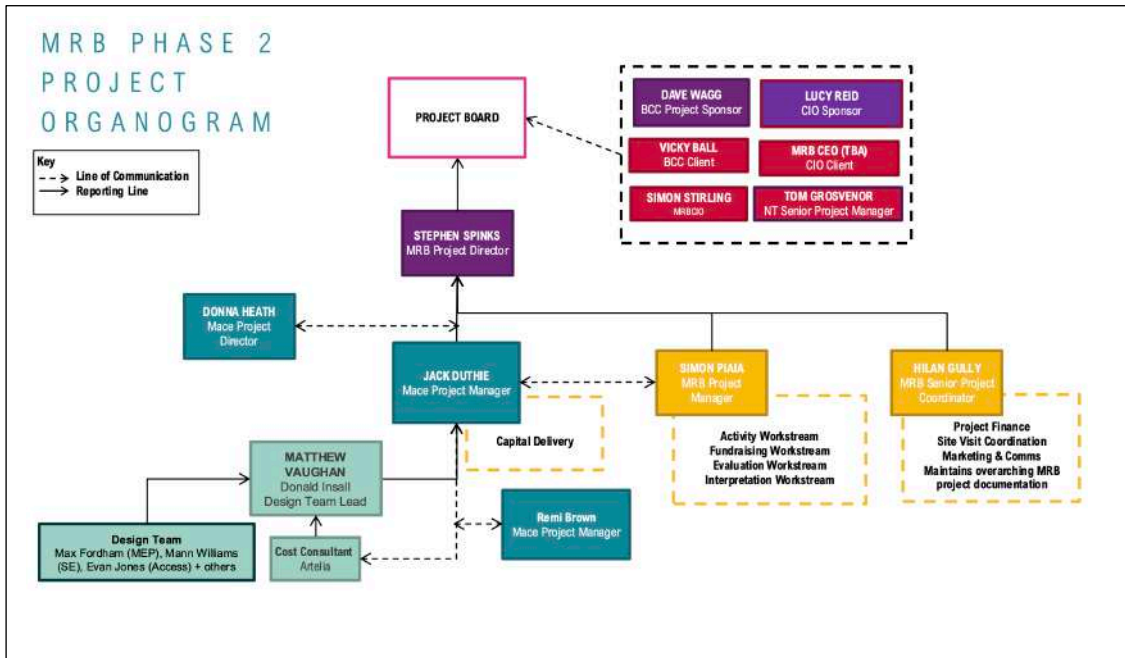 MRB PHASE 2
PROJECT
ORGANOGRAM
Key
Line of Communication
Reporting Line
PROJECT BOARD
DAVE WAGG
BCC Project Sponsor
LUCY REID
CIO Sponsor
VICKY BALL
BCC Client
MRB CEO (TBA)
CIO Client
SIMON STIRLING
MRBCIO
TOM GROSVENOR
NT Senior Project Manager
STEPHEN SPINKS
MRB Project Director
DONNA HEATH
Mace Project
Director
JACK DUTHIE
Mace Project Manager
SIMON PIAIA
MRB Project
Manager
HILAN GULLY
MRB Senior Project
Coordinator
Capital Delivery
Activity Workstream
Fundraising Workstream
Evaluation Workstream
Interpretation Workstream
Project Finance
Site Visit Coordination
Marketing & Comms
Maintains overarching MRB
project documentation
MATTHEW
VAUGHAN
Donald Insall
Design Team Lead
Remi Brown
Mace Project Manager
Design Team
Max Fordham (MEP), Mann Williams
(SE), Evan Jones (Access) + others
Cost Consultant
Artelia